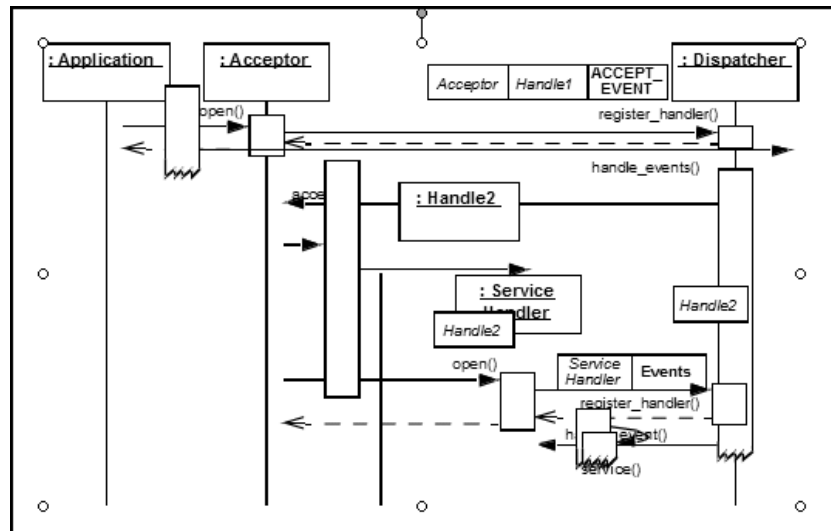 : Application
: Acceptor
Acceptor
Handle1
ACCEPT_
EVENT
: Dispatcher
open()
register_handler()
handle_events()
acce
: Handle2
: Service
Handler
Handle2
Handle2
open()
Service
Handler
Events
register_handler()
service()